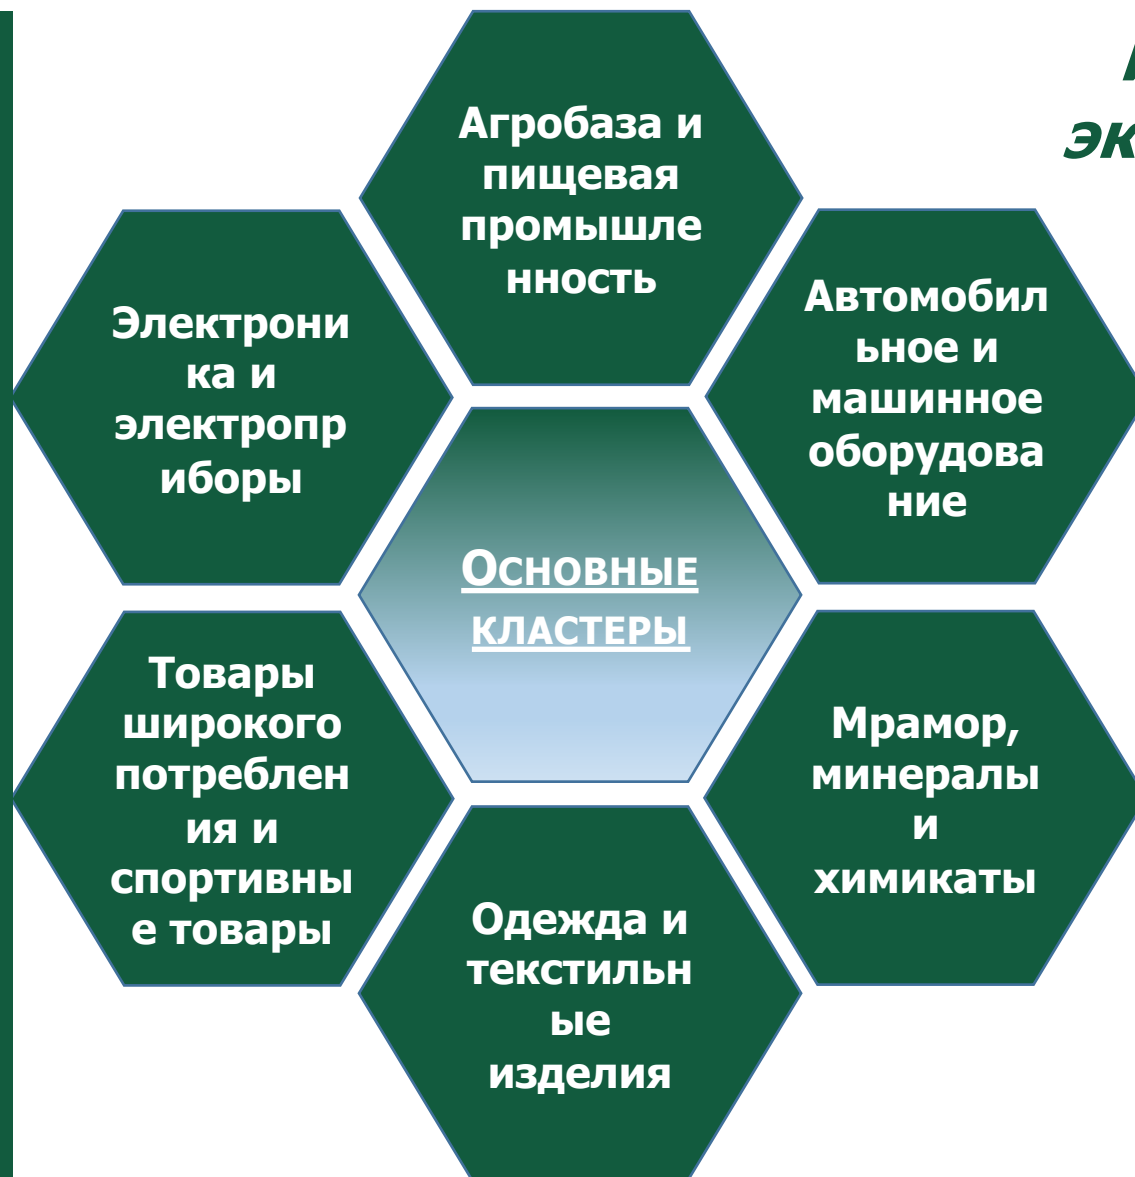 эк
Агробаза и
пищевая
промышле
нность
Автомобил
ьное и
машинное
оборудова
ние
Электрони
ка и
электропр
иборы
ОСНОВНЫЕ
КЛАСТЕРЫ
Товары
широкого
потреблен
ия и
спортивны
е товары
Мрамор,
минералы
и
химикаты
Одежда и
текстильн
ые
изделия